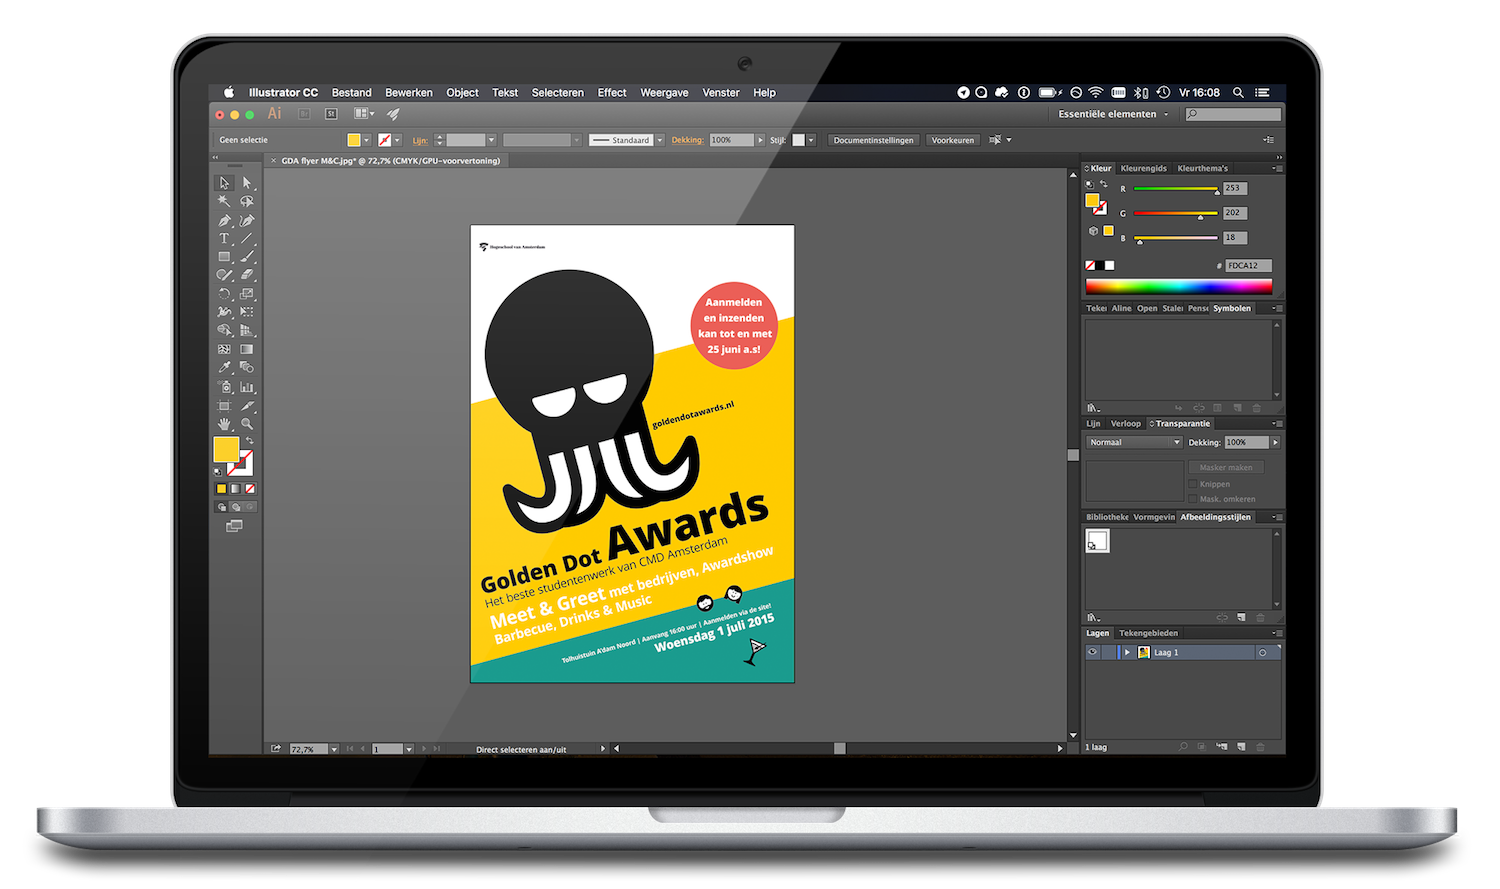 Illustrator CC Bestand Bewerken Object Tekst Selecteren Effect Weergave Venster Help Vr 16:08
Ai Br St Essentiële elementen
Geen selectie Lijn: Standaard Dekking: 100% Stijl: Documentinstellingen Voorkeuren
× GDA flyer M&C.jpg* @ 72,7% (CMYK/GPU-voorvertoning)
Hogeschool van Amsterdam
Aanmelden
en inzenden
kan tot en met
25 juni a.s!
goldendotawards.nl
Golden Dot Awards
Het beste studentenwerk van CMD Amsterdam
Meet & Greet met bedrijven, Awardshow
Barbecue, Drinks & Music
Tolhuistuin A'dam Noord | Aanvang 16:00 uur | Aanmelden via de site!
Woensdag 1 juli 2015
72,7% 1 Direct selecteren aan/uit
Kleur Kleurengids Kleurthema's
R 253
G 202
B 18
# FDCA12
Teker Aline Open Staler Pense Symbolen
Lijn Verloop Transparantie
Normaal Dekking: 100%
Masker maken
Knippen
Mask. omkeren
Bibliotheke Vormgevin Afbeeldingsstijlen
Lagen Tekengebieden
Laag 1
1 laag